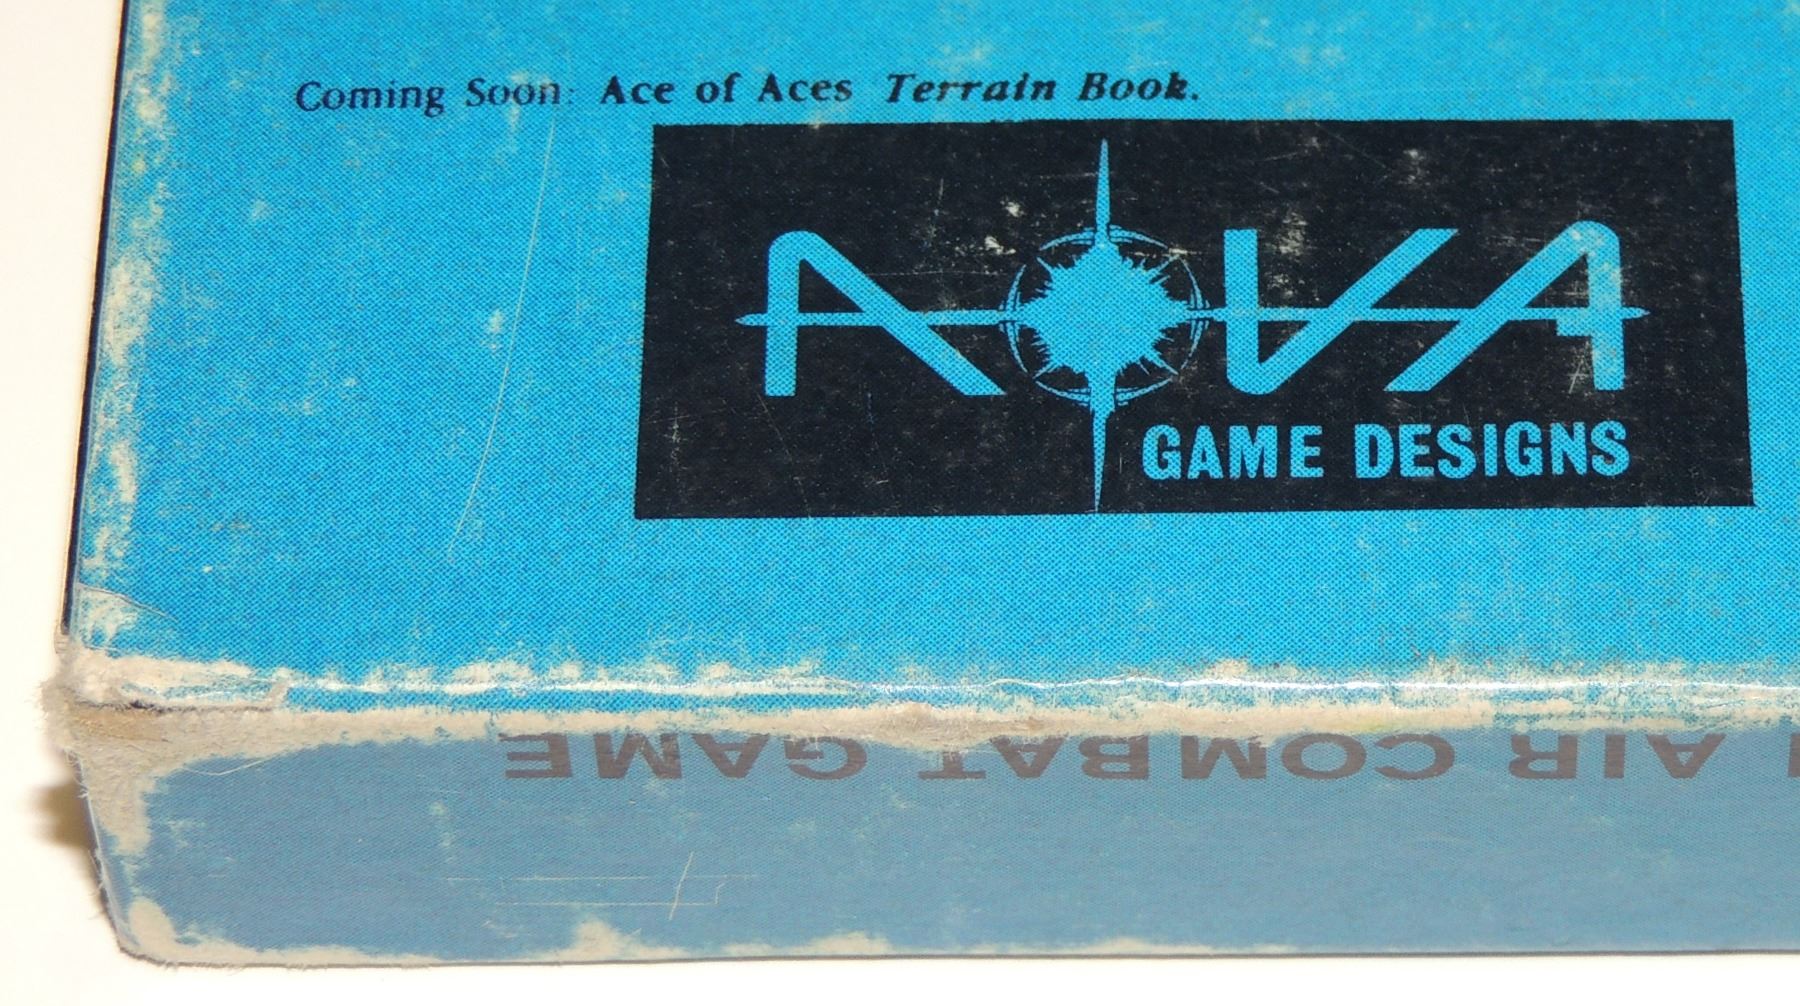 Coming Soon: Ace of Aces Terrain Book.
NOVA
GAME DESIGNS
AIR COMBAT GAME